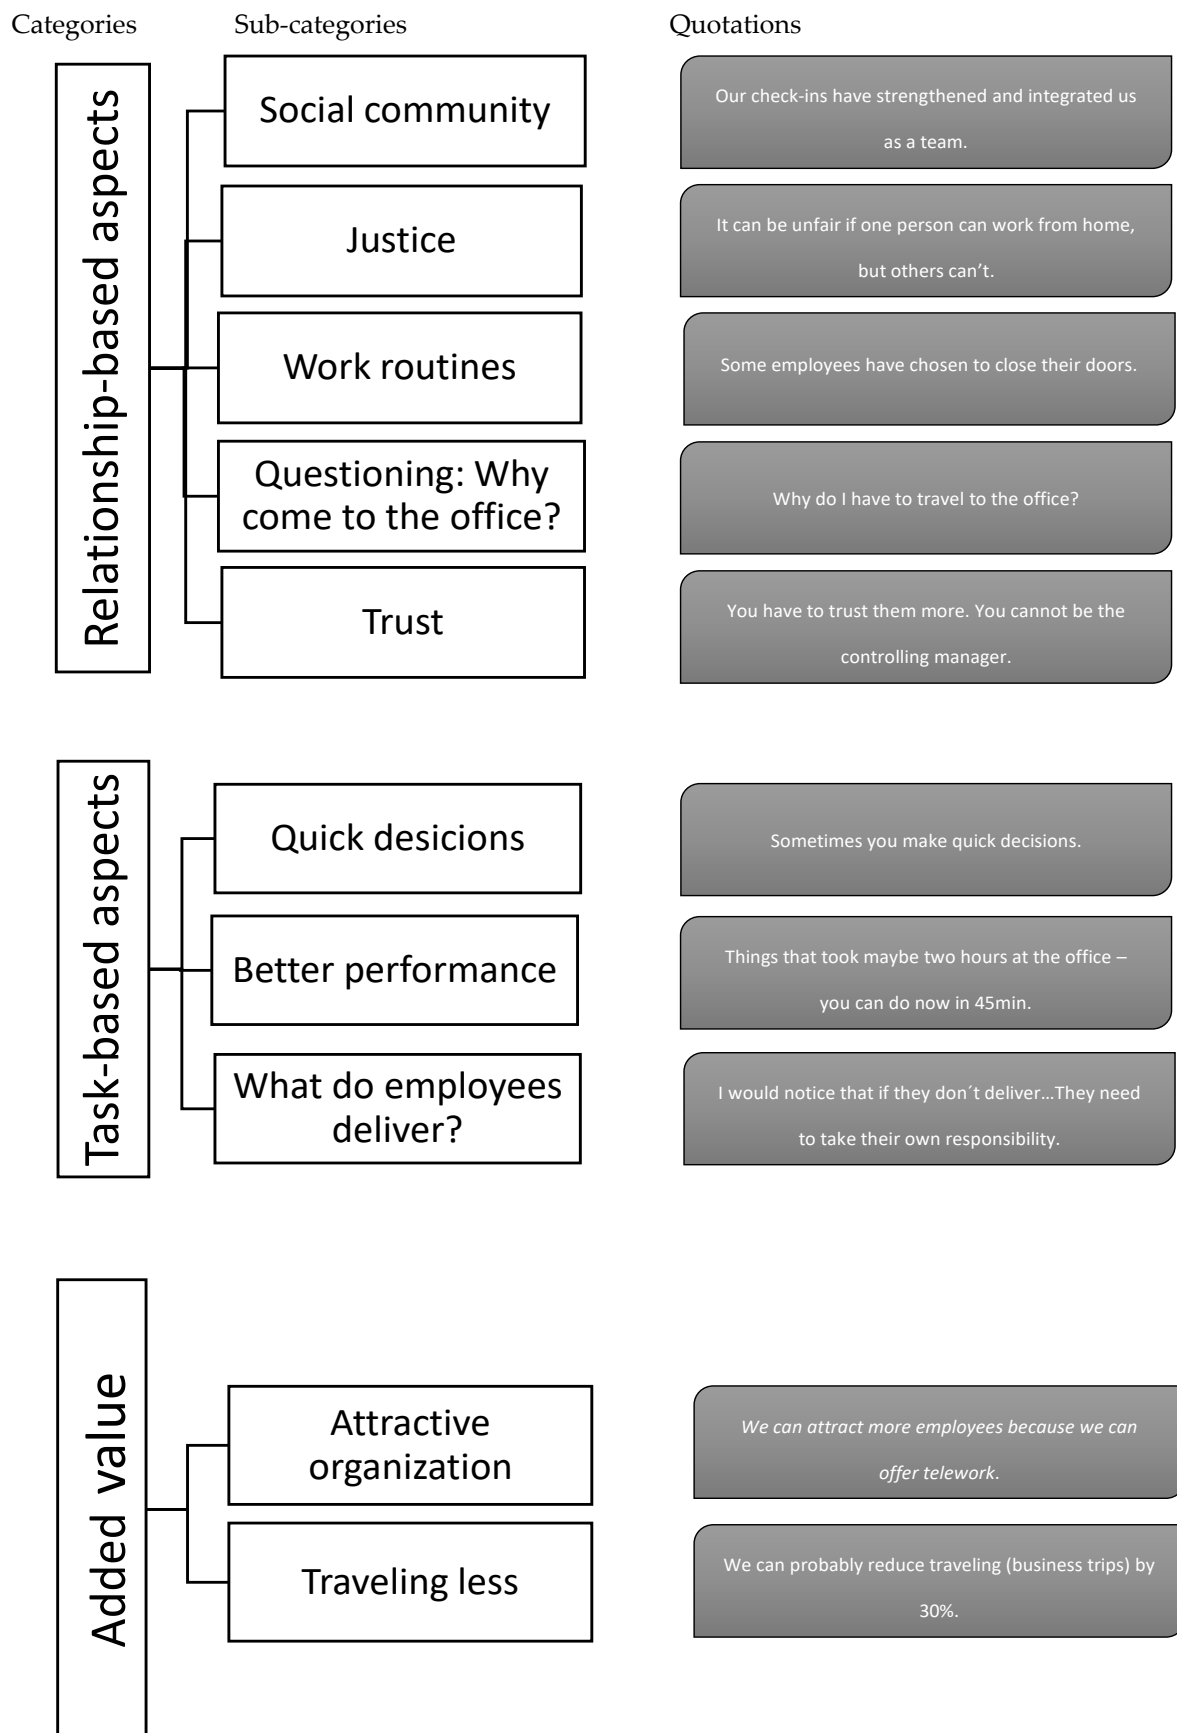 Categories
Sub-categories
Quotations
Relationship-based aspects
Social community
Our check-ins have strengthened and integrated us
as a team.
Justice
It can be unfair if one person can work from home,
but others can’t.
Work routines
Some employees have chosen to close their doors.
Questioning: Why
come to the office?
Why do I have to travel to the office?
Trust
You have to trust them more. You cannot be the
controlling manager.
Task-based aspects
Quick desicions
Sometimes you make quick decisions.
Better performance
Things that took maybe two hours at the office –
you can do now in 45min.
What do employees
deliver?
I would notice that if they don´t deliver...They need
to take their own responsibility.
Added value
Attractive
organization
We can attract more employees because we can
offer telework.
Traveling less
We can probably reduce traveling (business trips) by
30%.